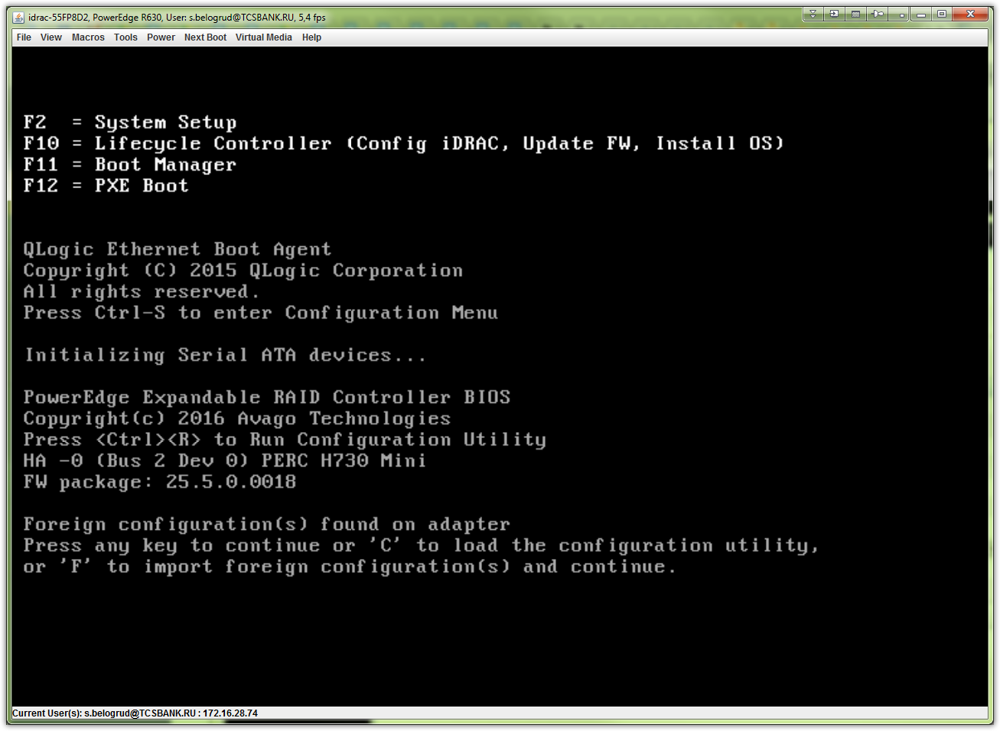 idrac-55FP8D2, PowerEdge R630, User: s.belogrud@TCSBANK.RU, 5,4 fps
File View Macros Tools Power Next Boot Virtual Media Help
F2 = System Setup
F10 = Lifecycle Controller (Config iDRAC, Update FW, Install OS)
F11 = Boot Manager
F12 = PXE Boot
QLogic Ethernet Boot Agent
Copyright (C) 2015 QLogic Corporation
All rights reserved.
Press Ctrl-S to enter Configuration Menu
Initializing Serial ATA devices...
PowerEdge Expandable RAID Controller BIOS
Copyright(c) 2016 Avago Technologies
Press <Ctrl><R> to Run Configuration Utility
HA -0 (Bus 2 Dev 0) PERC H730 Mini
FW package: 25.5.0.0018
Foreign configuration(s) found on adapter
Press any key to continue or 'C' to load the configuration utility,
or 'F' to import foreign configuration(s) and continue.
Current User(s): s.belogrud@TCSBANK.RU : 172.16.28.74